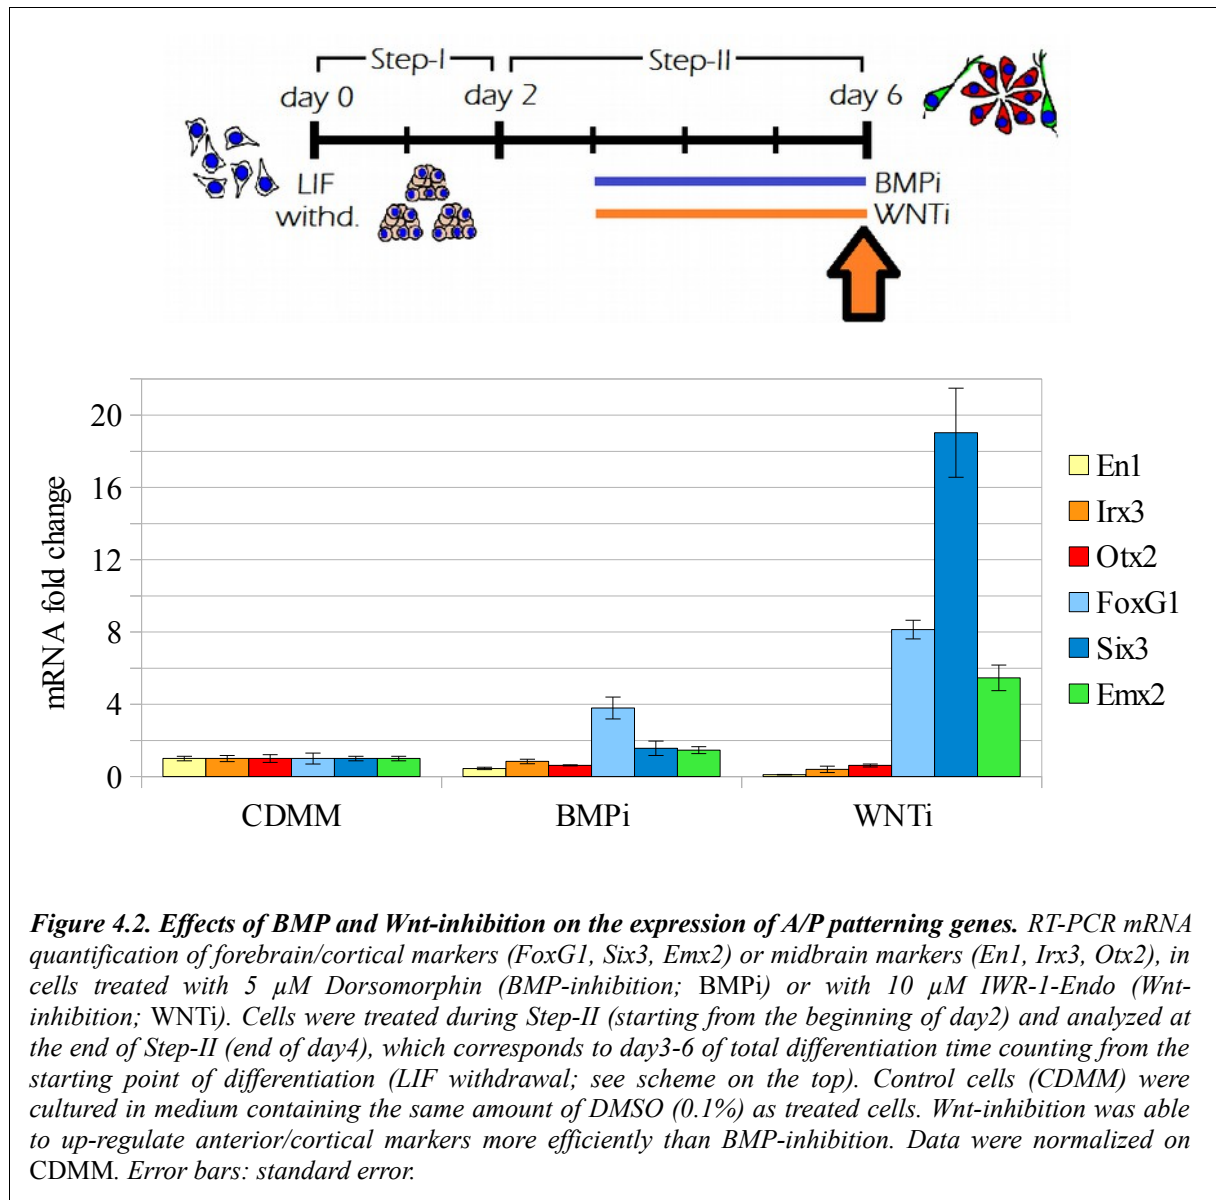 Step-I Step-II
day 0 day 2 day 6
LIF
withd.
BMPi
WNTi
mRNA fold change
20
16
12
8
4
0
CDMM BMPi WNTi
En1
Irx3
Otx2
FoxG1
Six3
Emx2
Figure 4.2. Effects of BMP and Wnt-inhibition on the expression of A/P patterning genes. RT-PCR mRNA
quantification of forebrain/cortical markers (FoxG1, Six3, Emx2) or midbrain markers (En1, Irx3, Otx2), in
cells treated with 5 µM Dorsomorphin (BMP-inhibition; BMPi) or with 10 µM IWR-1-Endo (Wnt-
inhibition; WNTi). Cells were treated during Step-II (starting from the beginning of day2) and analyzed at
the end of Step-II (end of day4), which corresponds to day3-6 of total differentiation time counting from the
starting point of differentiation (LIF withdrawal; see scheme on the top). Control cells (CDMM) were
cultured in medium containing the same amount of DMSO (0.1%) as treated cells. Wnt-inhibition was able
to up-regulate anterior/cortical markers more efficiently than BMP-inhibition. Data were normalized on
CDMM. Error bars: standard error.